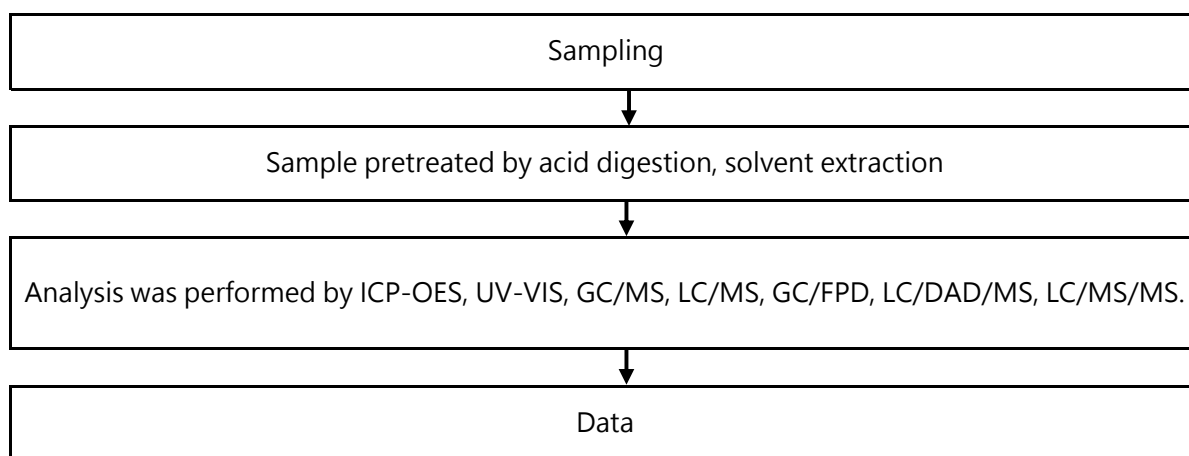 Sampling
Sample pretreated by acid digestion, solvent extraction
Analysis was performed by ICP-OES, UV-VIS, GC/MS, LC/MS, GC/FPD, LC/DAD/MS, LC/MS/MS.
Data